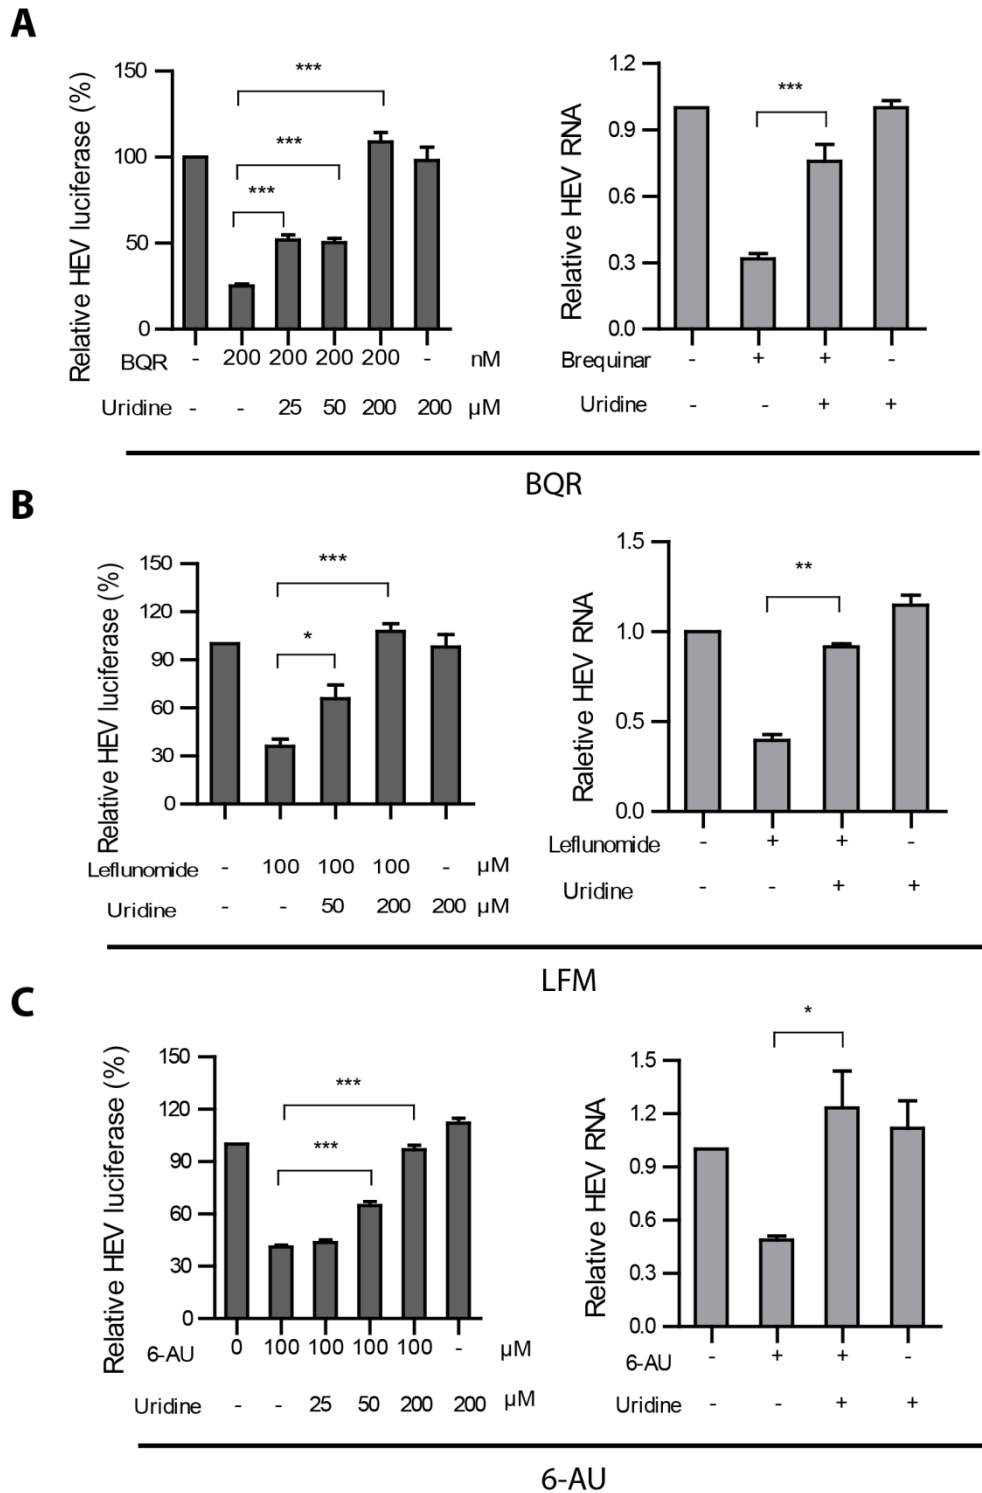 A
Relative HEV luciferase (%)
150
100
50
0
***
***
***
BQR - 200 200 200 200 - nM
Uridine - - 25 50 200 200 µM
Relative HEV RNA
1.2
0.9
0.6
0.3
0.0
***
Brequinar - + + -
Uridine - - + +
BQR
B
Relative HEV luciferase (%)
150
120
90
60
30
0
***
*
Leflunomide - 100 100 100 - µM
Uridine - - 50 200 200 µM
Raletive HEV RNA
1.5
1.0
0.5
0.0
**
Leflunomide - + + -
Uridine - - + +
LFM
C
Relative HEV luciferase (%)
150
120
90
60
30
0
***
***
6-AU 0 100 100 100 100 - µM
Uridine - - 25 50 200 200 µM
Relative HEV RNA
1.5
1.2
0.9
0.6
0.3
0.0
*
6-AU - + + -
Uridine - - + +
6-AU